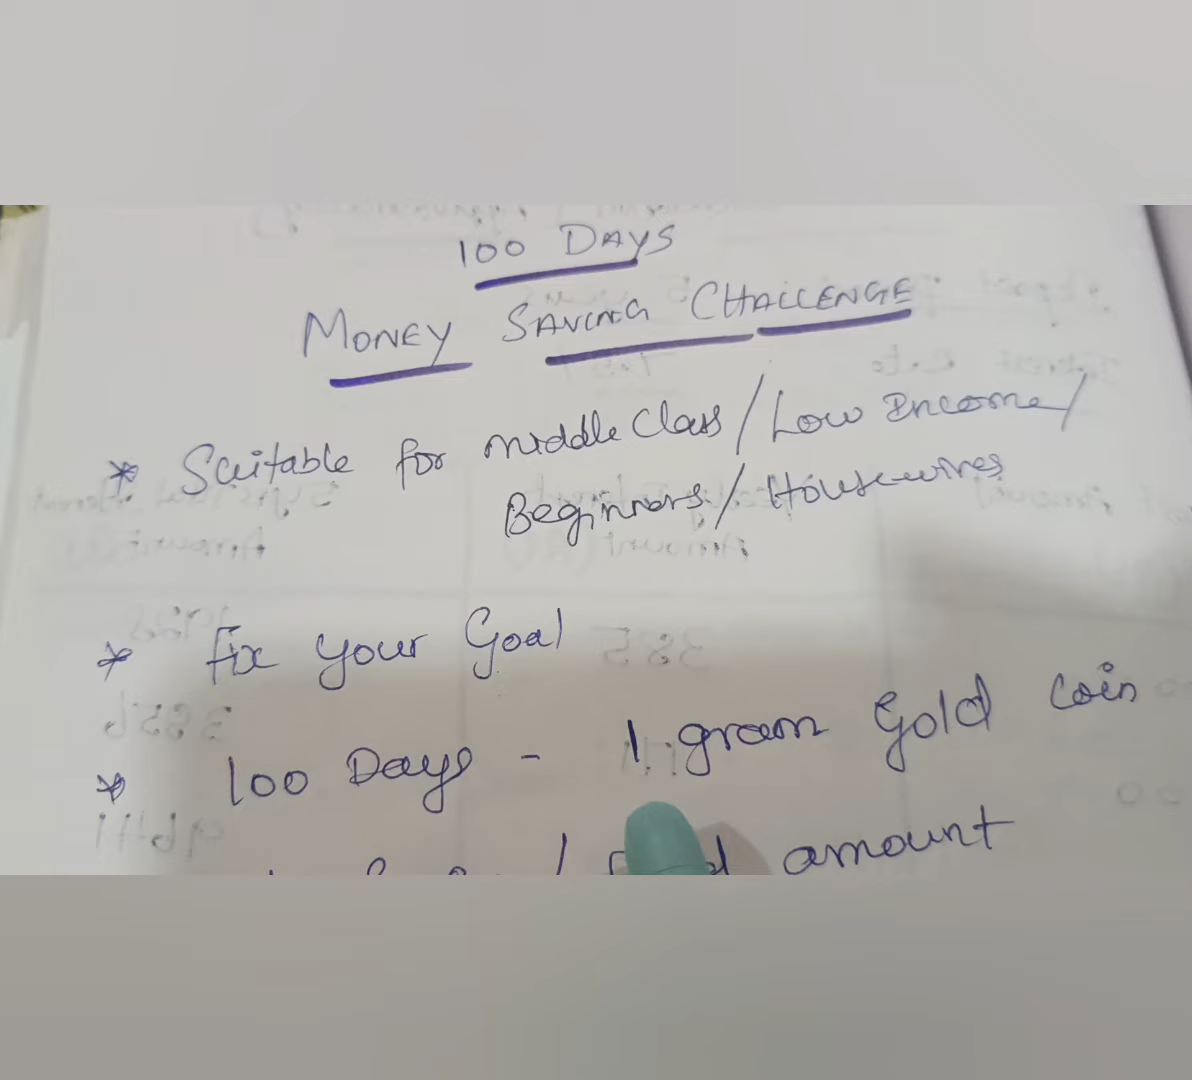 100 DAYS
MONEY SAVING CHALLENGE
* Suitable for middle Class / Low Income /
Beginners / Housewives
* Fix your Goal
* 100 Days - 1 gram Gold coin
amount